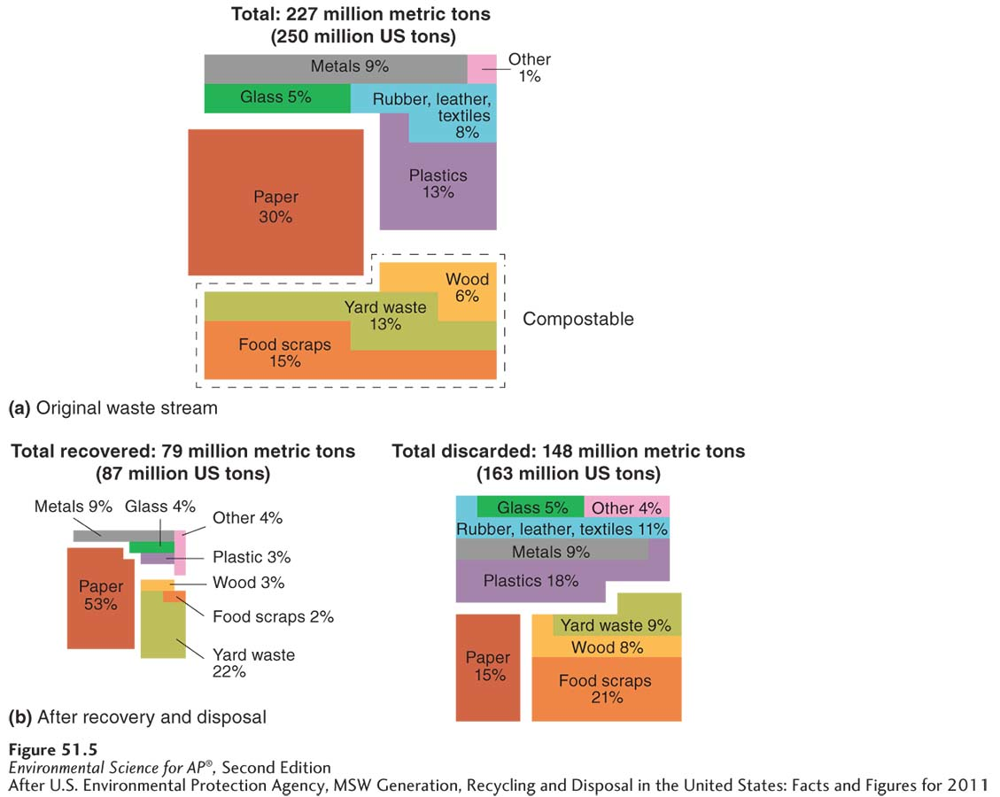 Total: 227 million metric tons
(250 million US tons)
Metals 9%
Other
1%
Glass 5%
Rubber, leather,
textiles
8%
Plastics
13%
Paper
30%
Wood
6%
Yard waste
13%
Compostable
Food scraps
15%
(a) Original waste stream
Total recovered: 79 million metric tons
(87 million US tons)
Metals 9%
Glass 4%
Other 4%
Plastic 3%
Wood 3%
Paper
53%
Food scraps 2%
Yard waste
22%
Total discarded: 148 million metric tons
(163 million US tons)
Glass 5%
Other 4%
Rubber, leather, textiles 11%
Metals 9%
Plastics 18%
Yard waste 9%
Wood 8%
Paper
15%
Food scraps
21%
(b) After recovery and disposal
Figure 51.5
Environmental Science for AP®, Second Edition
After U.S. Environmental Protection Agency, MSW Generation, Recycling and Disposal in the United States: Facts and Figures for 2011